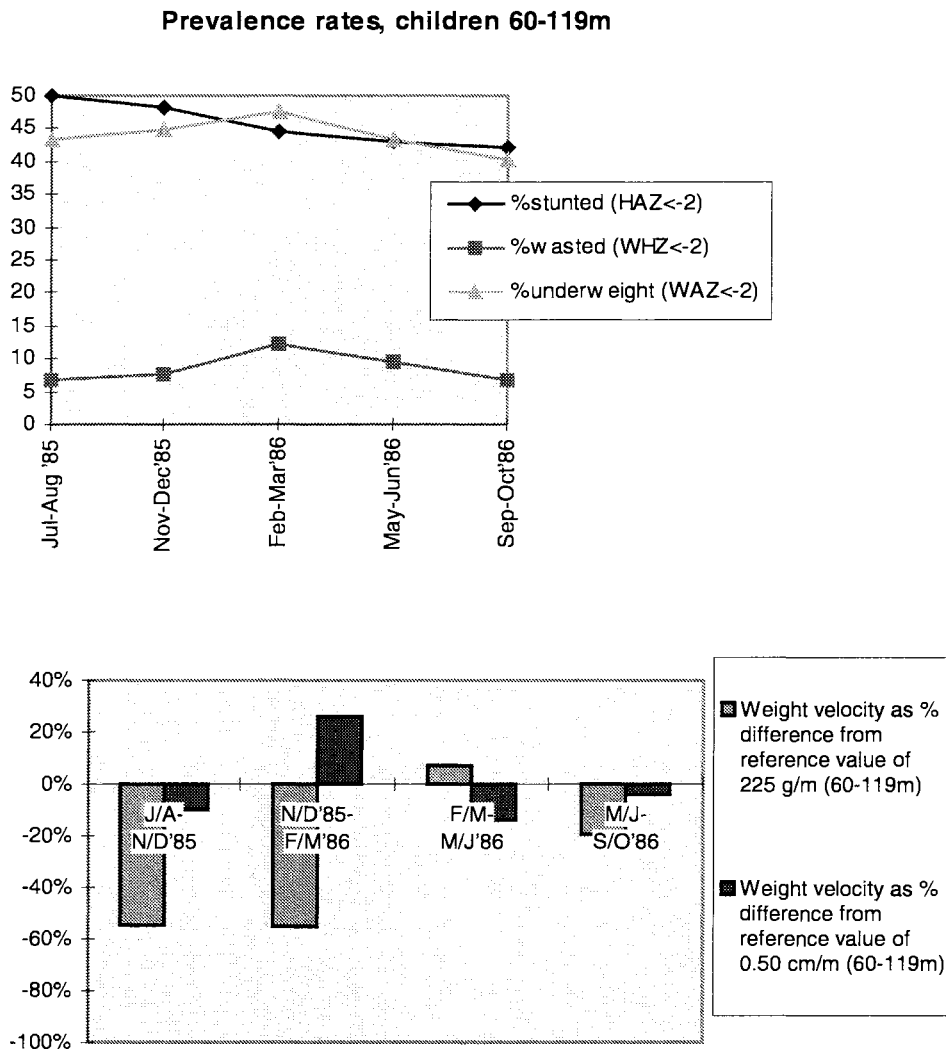 Prevalence rates, children 60-119m
50
45
40
35
30
25
20
15
10
5
0
%stunted (HAZ<-2)
%wasted (WHZ<-2)
%underweight (WAZ<-2)
Jul-Aug '85
Nov-Dec'85
Feb-Mar'86
May-Jun'86
Sep-Oct'86
40%
20%
0%
-20%
-40%
-60%
-80%
-100%
J/A-
N/D'85
N/D'85-
F/M'86
F/M-
M/J'86
M/J-
S/O'86
Weight velocity as %
difference from
reference value of
225 g/m (60-119m)
Weight velocity as %
difference from
reference value of
0.50 cm/m (60-119m)